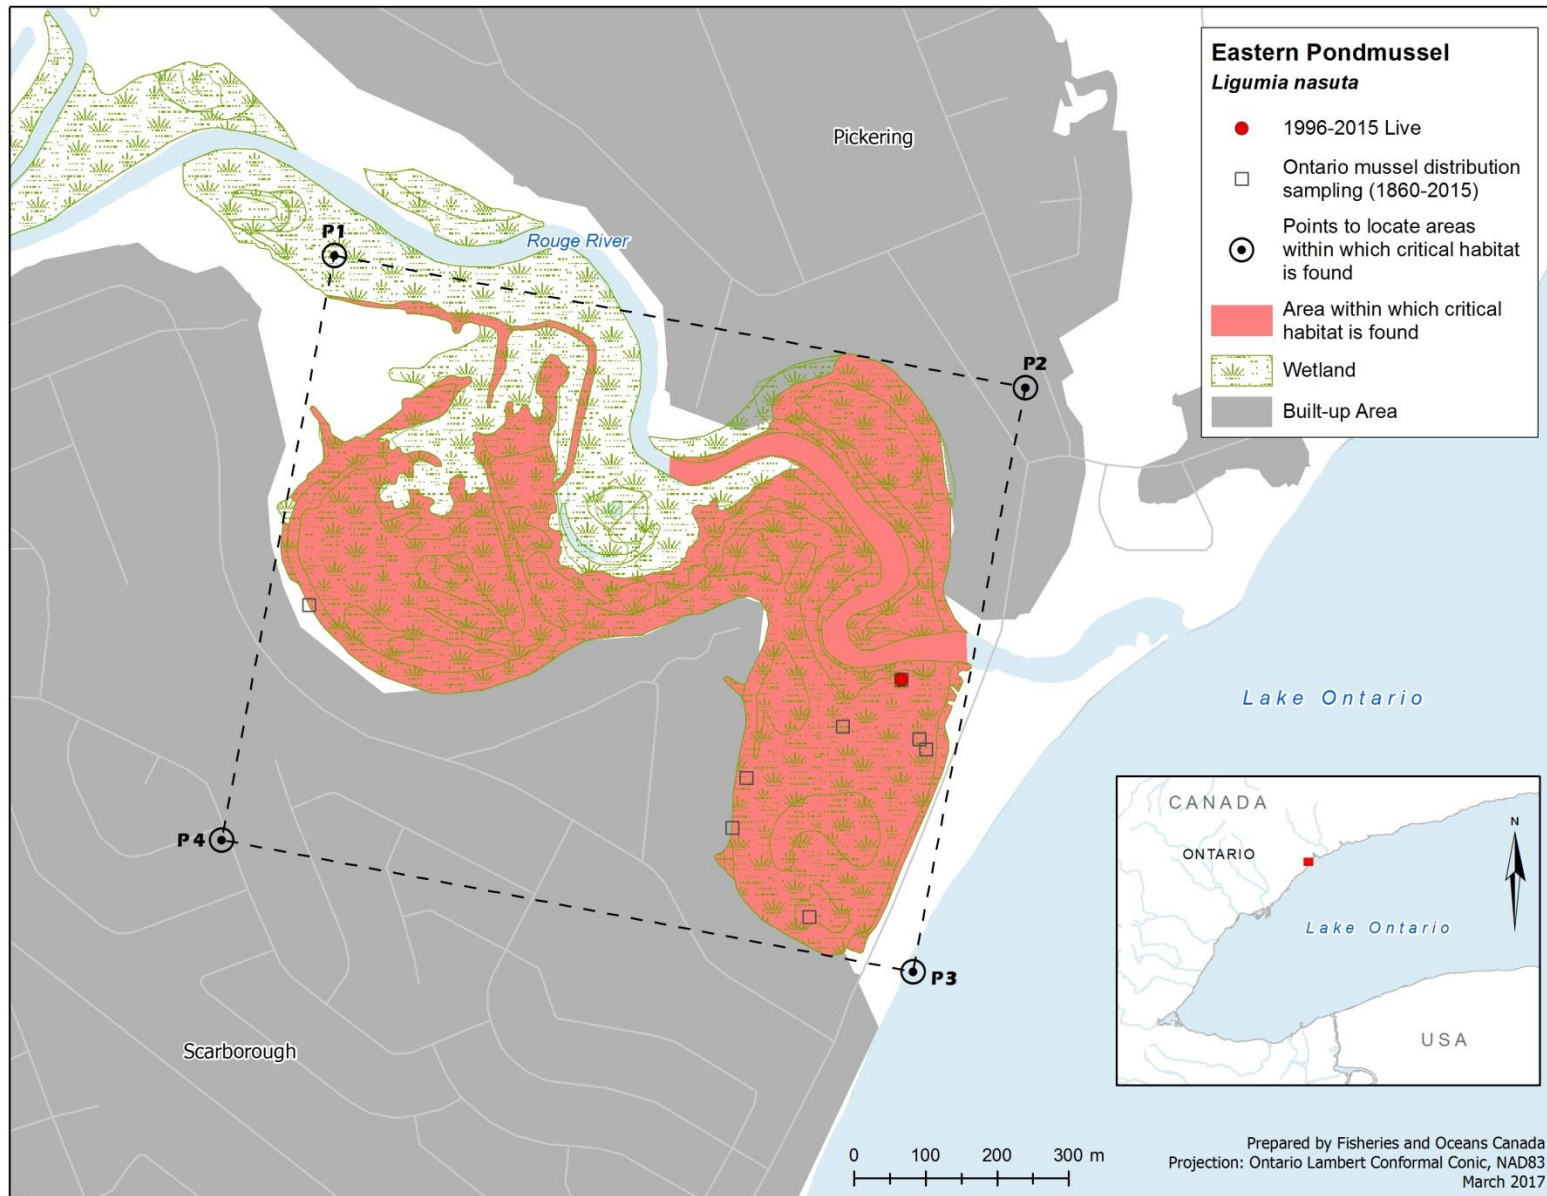 Eastern Pondmussel
Ligumia nasuta
1996-2015 Live
Ontario mussel distribution
sampling (1860-2015)
Points to locate areas
within which critical habitat
is found
Area within which critical
habitat is found
Wetland
Built-up Area
Pickering
P1
Rouge River
P2
Lake Ontario
P4
P3
Scarborough
CANADA
ONTARIO
N
Lake Ontario
USA
0 100 200 300 m
Prepared by Fisheries and Oceans Canada
Projection: Ontario Lambert Conformal Conic, NAD83
March 2017